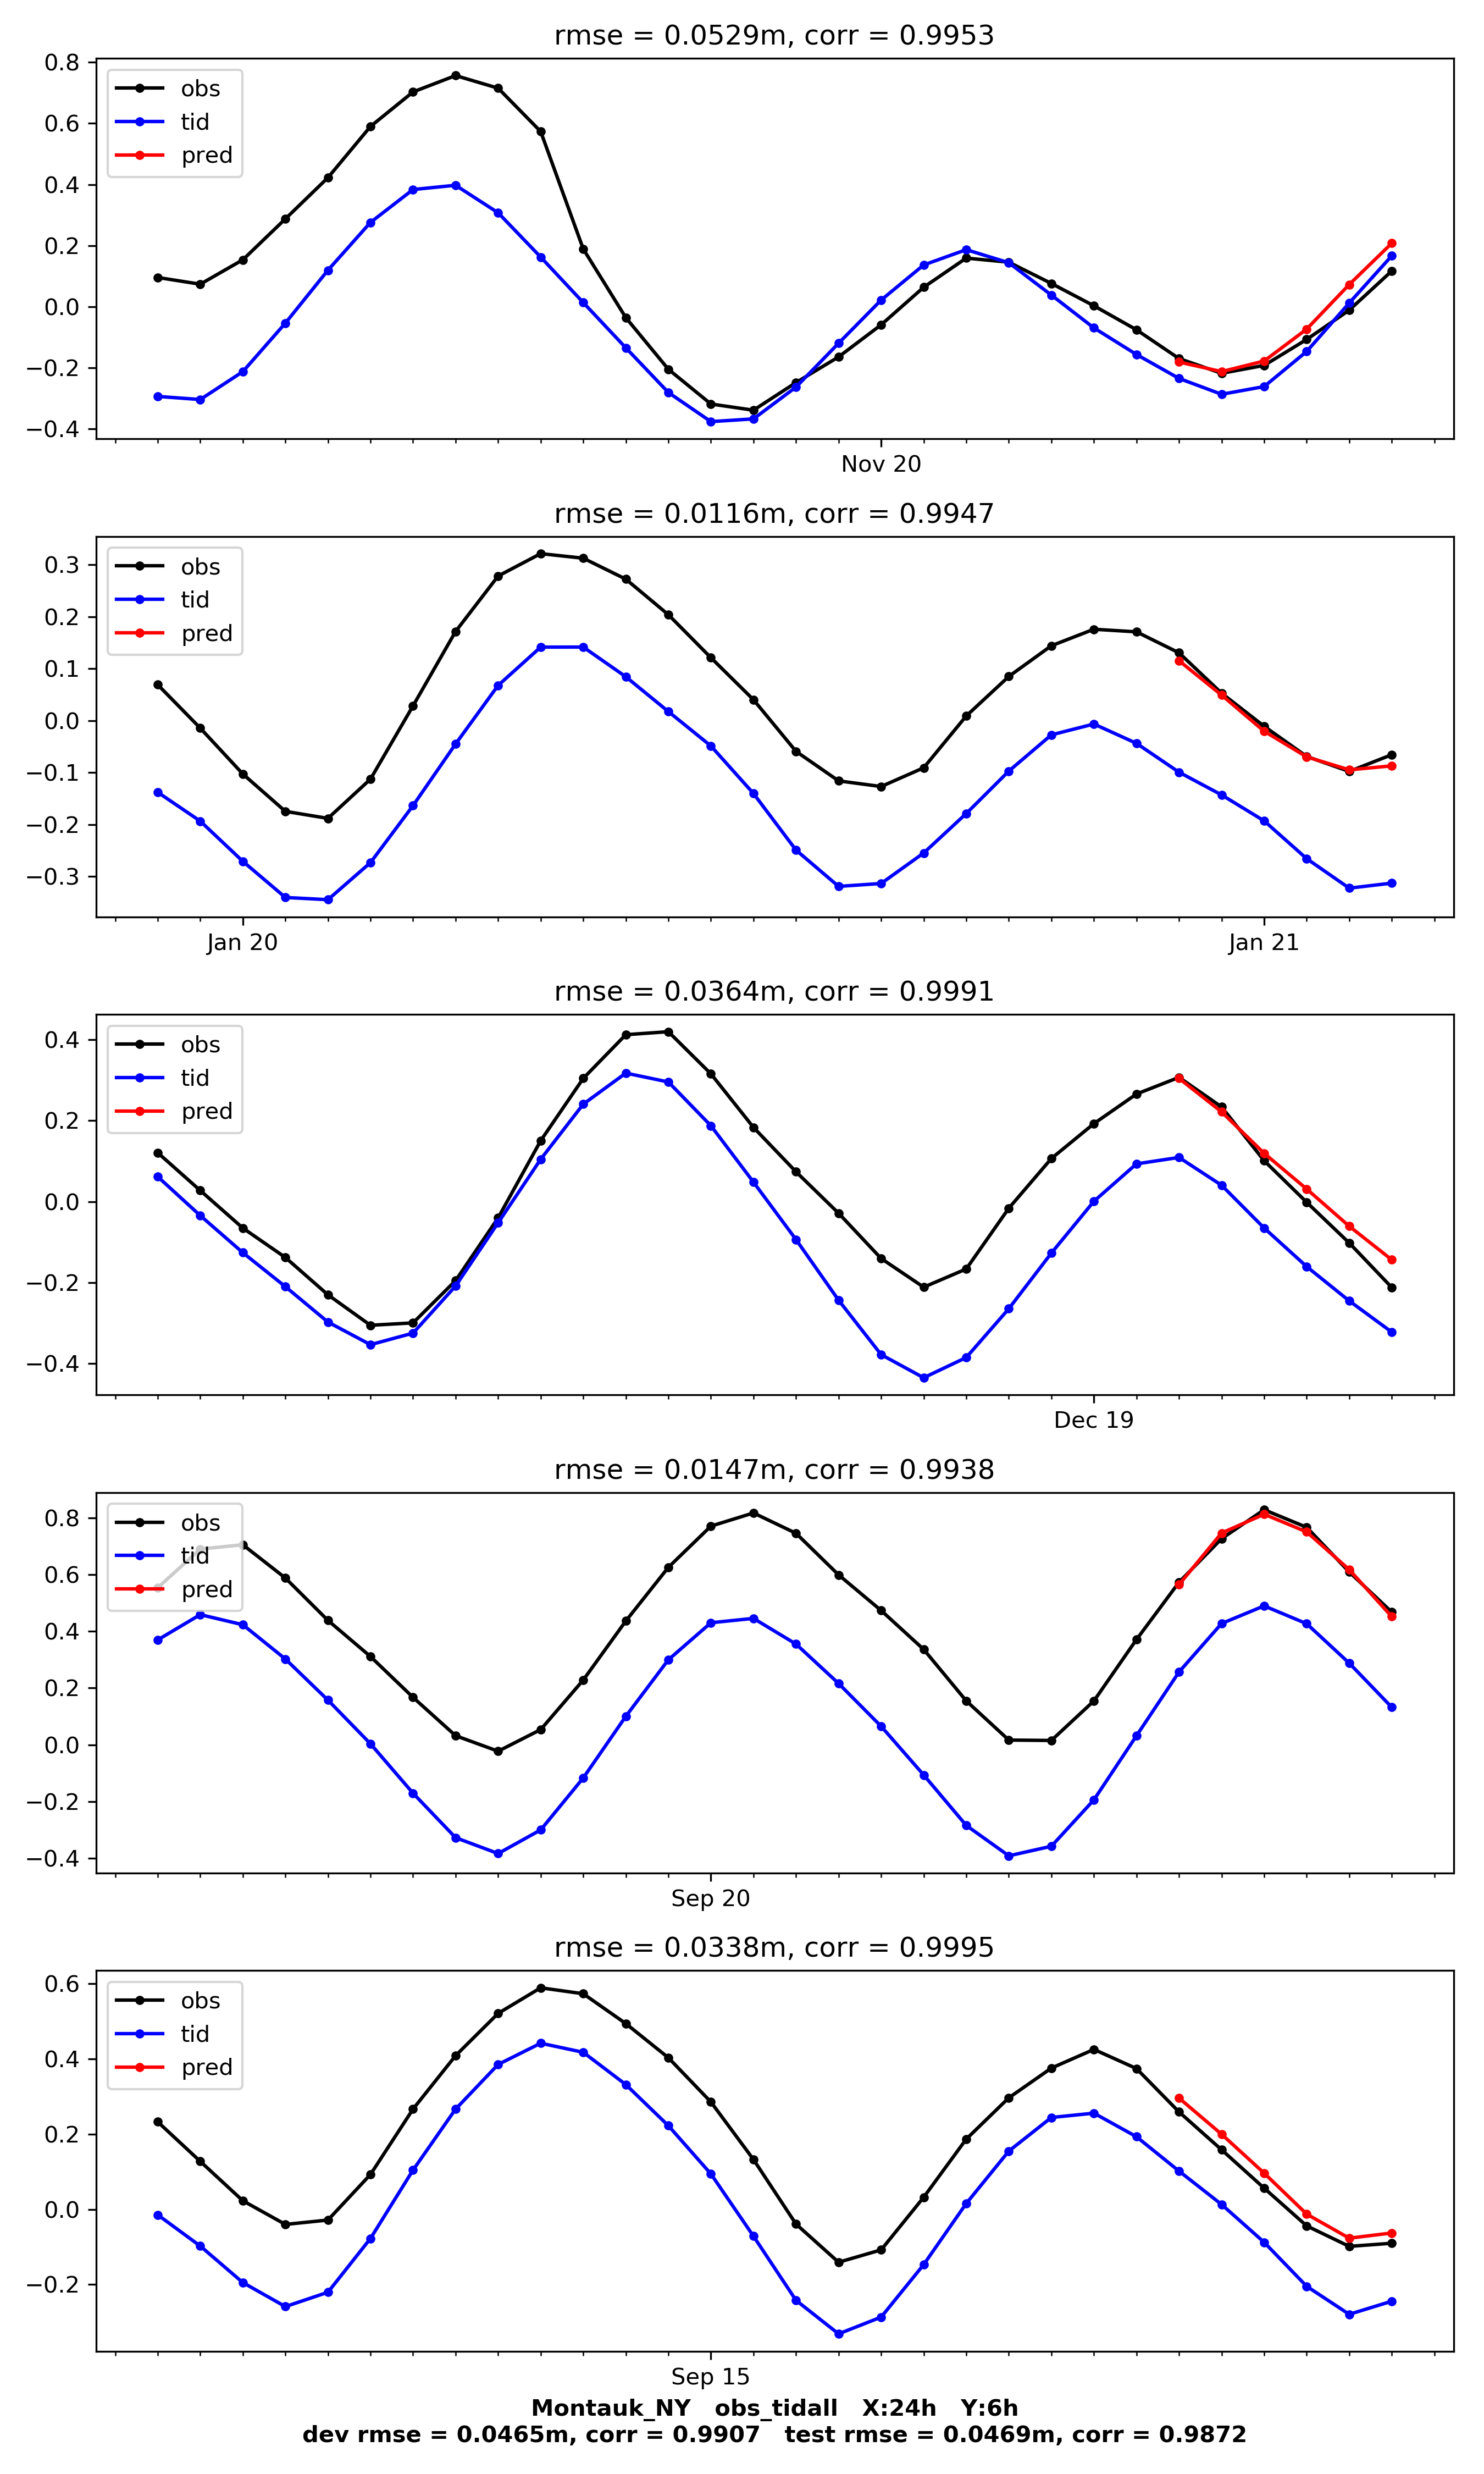 rmse = 0.0529m, corr = 0.9953
0.8
0.6
0.4
0.2
0.0
−0.2
−0.4
obs
tid
pred
Nov 20
rmse = 0.0116m, corr = 0.9947
0.3
0.2
0.1
0.0
−0.1
−0.2
−0.3
obs
tid
pred
Jan 20 Jan 21
rmse = 0.0364m, corr = 0.9991
0.4
0.2
0.0
−0.2
−0.4
obs
tid
pred
Dec 19
rmse = 0.0147m, corr = 0.9938
0.8
0.6
0.4
0.2
0.0
−0.2
−0.4
obs
tid
pred
Sep 20
rmse = 0.0338m, corr = 0.9995
0.6
0.4
0.2
0.0
−0.2
obs
tid
pred
Sep 15
Montauk_NY obs_tidall X:24h Y:6h
dev rmse = 0.0465m, corr = 0.9907 test rmse = 0.0469m, corr = 0.9872